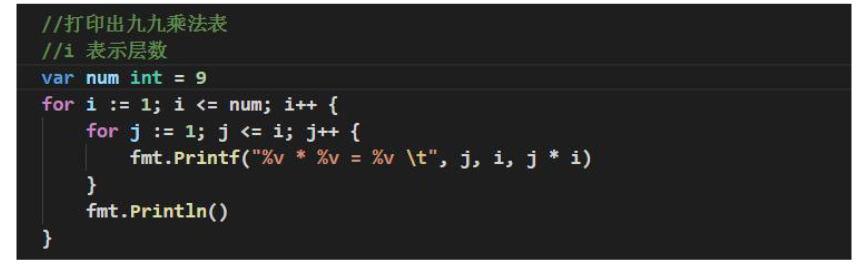 //打印出九九乘法表
//i 表示层数
var num int = 9
for i := 1; i <= num; i++ {
    for j := 1; j <= i; j++ {
        fmt.Printf("%v * %v = %v \t", j, i, j * i)
    }
    fmt.Println()
}